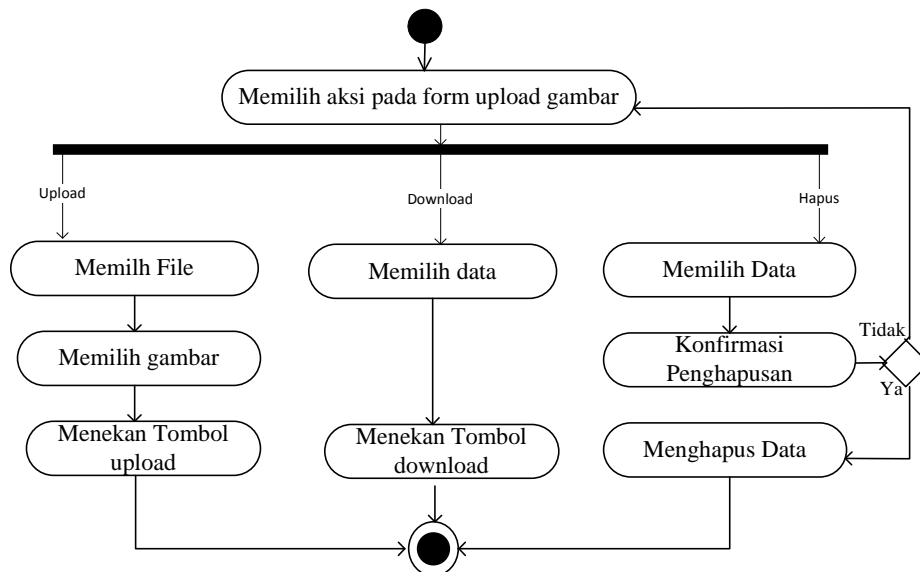 Memilih aksi pada form upload gambar
Upload
Download
Hapus
Memilh File
Memilih data
Memilih Data
Memilih gambar
Konfirmasi
Penghapusan
Tidak
Ya
Menekan Tombol
upload
Menekan Tombol
download
Menghapus Data